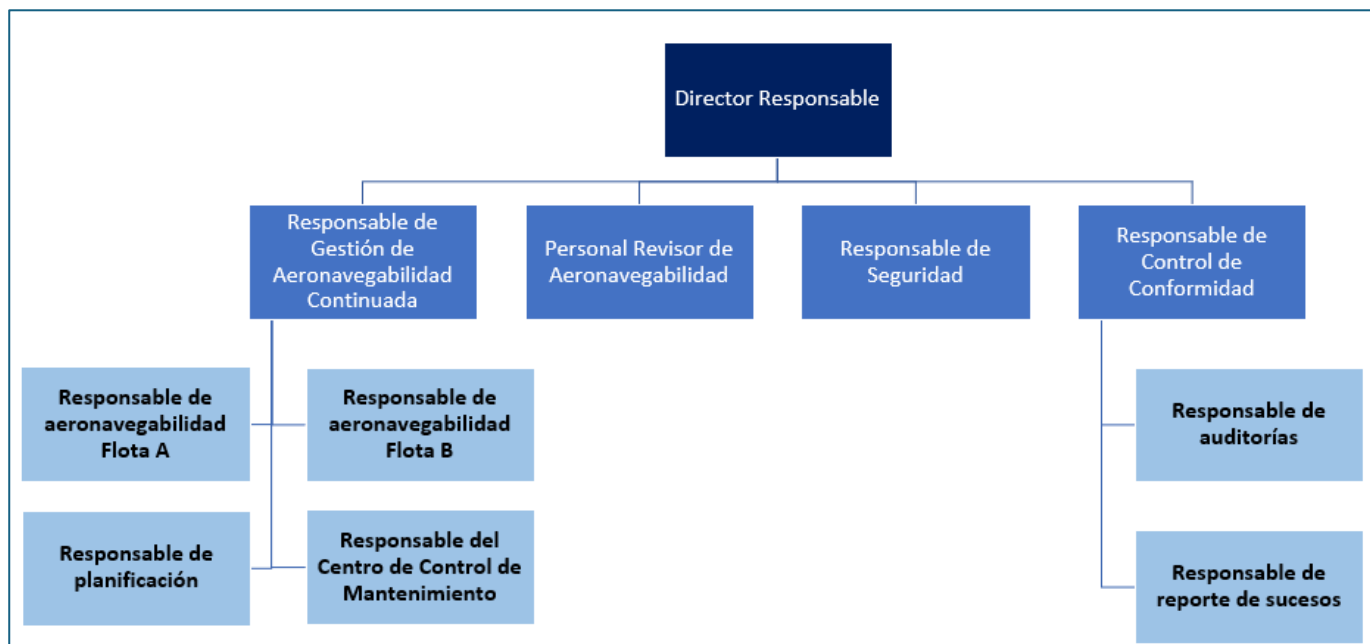 Director Responsable
Responsable de
Gestión de
Aeronavegabilidad
Continuada
Personal Revisor de
Aeronavegabilidad
Responsable de
Seguridad
Responsable de
Control de
Conformidad
Responsable de
aeronavegabilidad
Flota A
Responsable de
aeronavegabilidad
Flota B
Responsable de
auditorías
Responsable de
planificación
Responsable del
Centro de Control de
Mantenimiento
Responsable de
reporte de sucesos